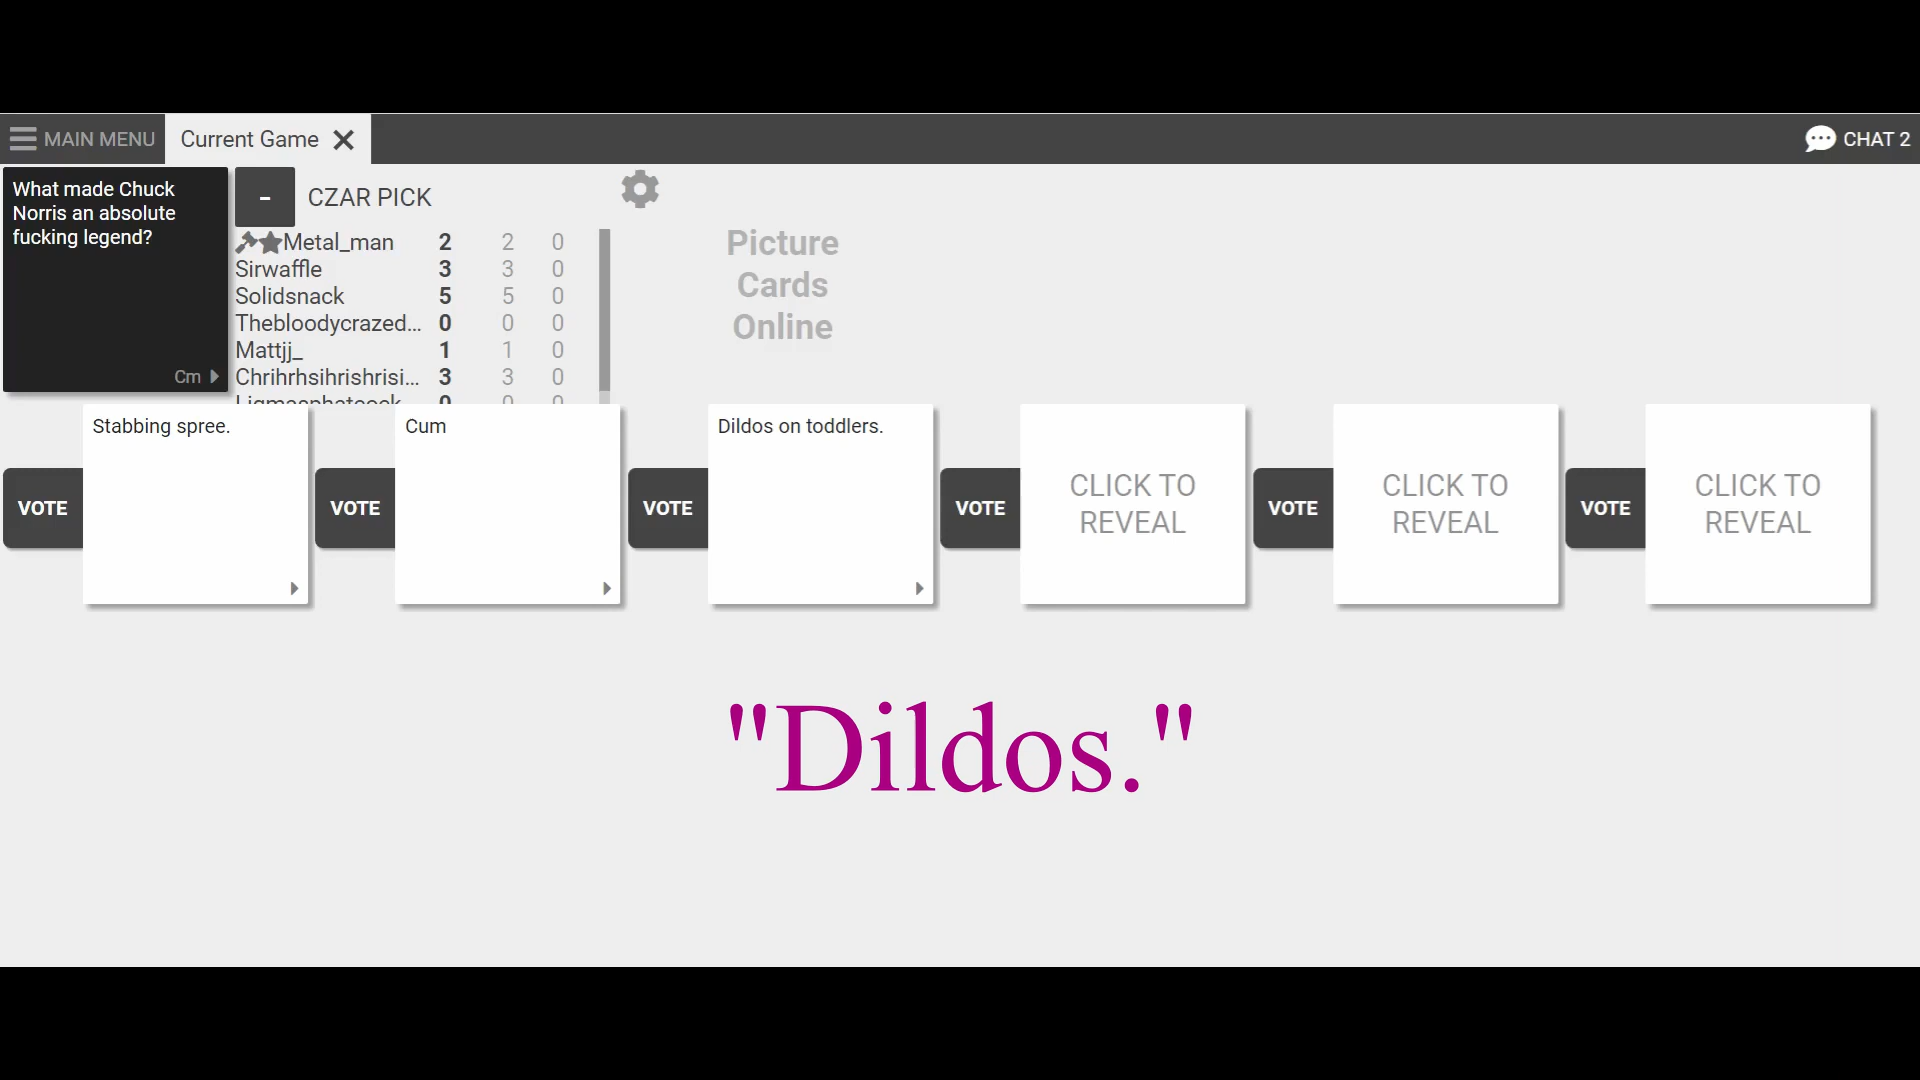 MAIN MENU
Current Game
CHAT 2
What made Chuck
Norris an absolute
fucking legend?
Cm
-
CZAR PICK
Metal_man 2 2 0
Sirwaffle 3 3 0
Solidsnack 5 5 0
Thebloodycrazed... 0 0 0
Mattjj_ 1 1 0
Chrihrhsihrishrisi... 3 3 0
Picture
Cards
Online
VOTE
Stabbing spree.
VOTE
Cum
VOTE
Dildos on toddlers.
VOTE
CLICK TO
REVEAL
VOTE
CLICK TO
REVEAL
VOTE
CLICK TO
REVEAL
"Dildos."